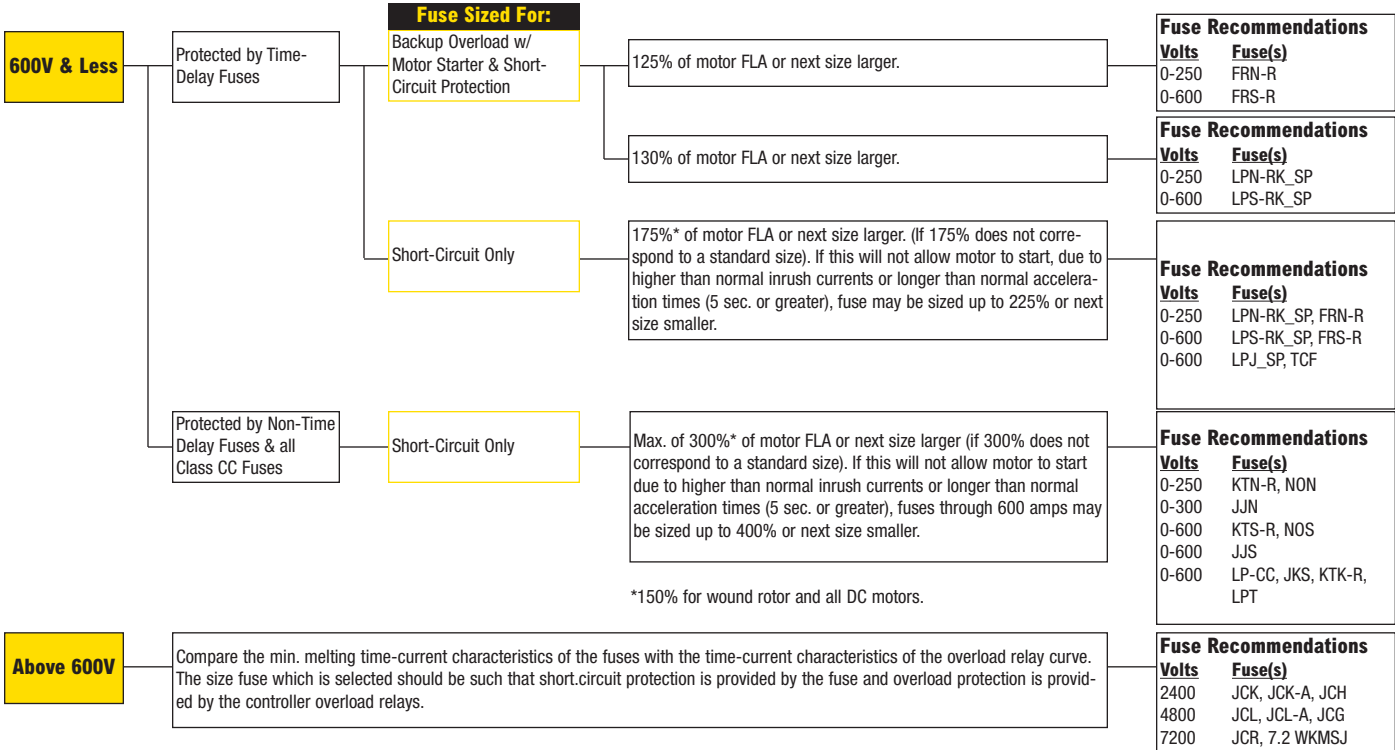 Fuse Sized For:
600V & Less
Protected by Time-
Delay Fuses
Backup Overload w/
Motor Starter & Short-
Circuit Protection
125% of motor FLA or next size larger.
Fuse Recommendations
Volts Fuse(s)
0-250 FRN-R
0-600 FRS-R
130% of motor FLA or next size larger.
Fuse Recommendations
Volts Fuse(s)
0-250 LPN-RK_SP
0-600 LPS-RK_SP
Short-Circuit Only
175%* of motor FLA or next size larger. (If 175% does not corre-
spond to a standard size). If this will not allow motor to start, due to
higher than normal inrush currents or longer than normal accelera-
tion times (5 sec. or greater), fuse may be sized up to 225% or next
size smaller.
Fuse Recommendations
Volts Fuse(s)
0-250 LPN-RK_SP, FRN-R
0-600 LPS-RK_SP, FRS-R
0-600 LPJ_SP, TCF
Protected by Non-Time
Delay Fuses & all
Class CC Fuses
Short-Circuit Only
Max. of 300%* of motor FLA or next size larger (if 300% does not
correspond to a standard size). If this will not allow motor to start
due to higher than normal inrush currents or longer than normal
acceleration times (5 sec. or greater), fuses through 600 amps may
be sized up to 400% or next size smaller.
Fuse Recommendations
Volts Fuse(s)
0-250 KTN-R, NON
0-300 JJN
0-600 KTS-R, NOS
0-600 JJS
0-600 LP-CC, JKS, KTK-R,
LPT
*150% for wound rotor and all DC motors.
Above 600V
Compare the min. melting time-current characteristics of the fuses with the time-current characteristics of the overload relay curve.
The size fuse which is selected should be such that short.circuit protection is provided by the fuse and overload protection is provid-
ed by the controller overload relays.
Fuse Recommendations
Volts Fuse(s)
2400 JCK, JCK-A, JCH
4800 JCL, JCL-A, JCG
7200 JCR, 7.2 WKMSJ